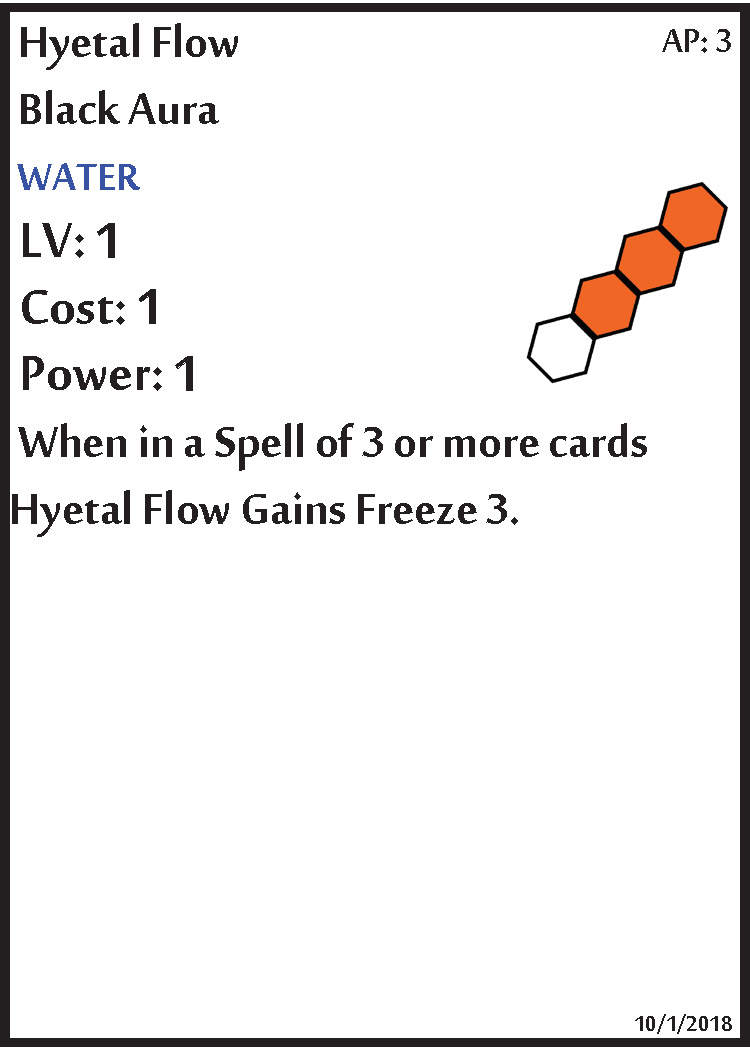 Hyetal Flow
AP: 3
Black Aura
WATER
LV: 1
Cost: 1
Power: 1
When in a Spell of 3 or more cards
Hyetal Flow Gains Freeze 3.
10/1/2018